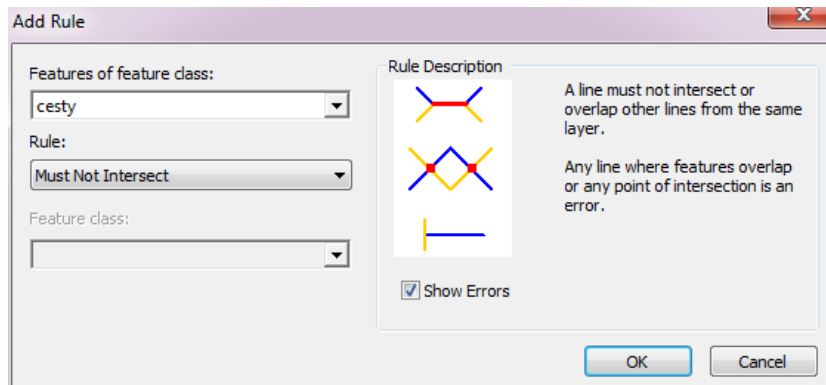 Add Rule
Features of feature class:
cesty
Rule:
Must Not Intersect
Feature class:
Rule Description
A line must not intersect or
overlap other lines from the same
layer.
Any line where features overlap
or any point of intersection is an
error.
Show Errors
OK
Cancel